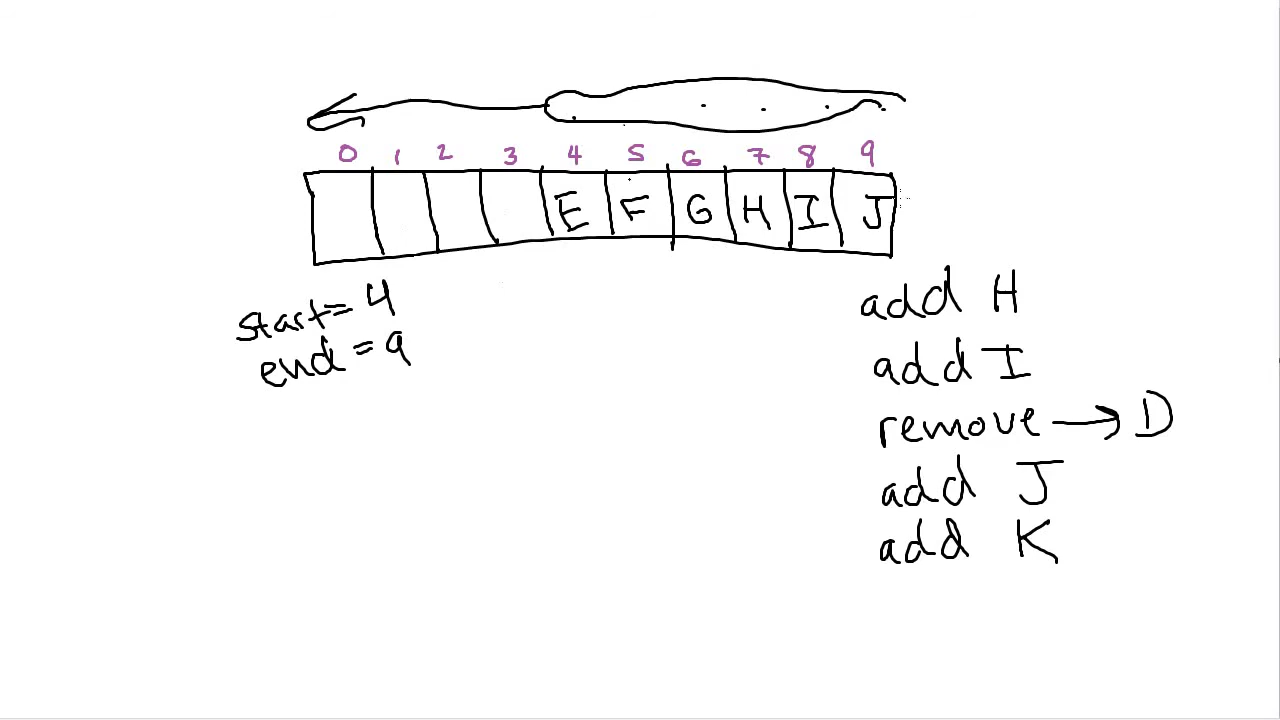 0 1 2 3 4 5 6 7 8 9
E F G H I J
start= 4
end = 9
add H
add I
remove → D
add J
add K